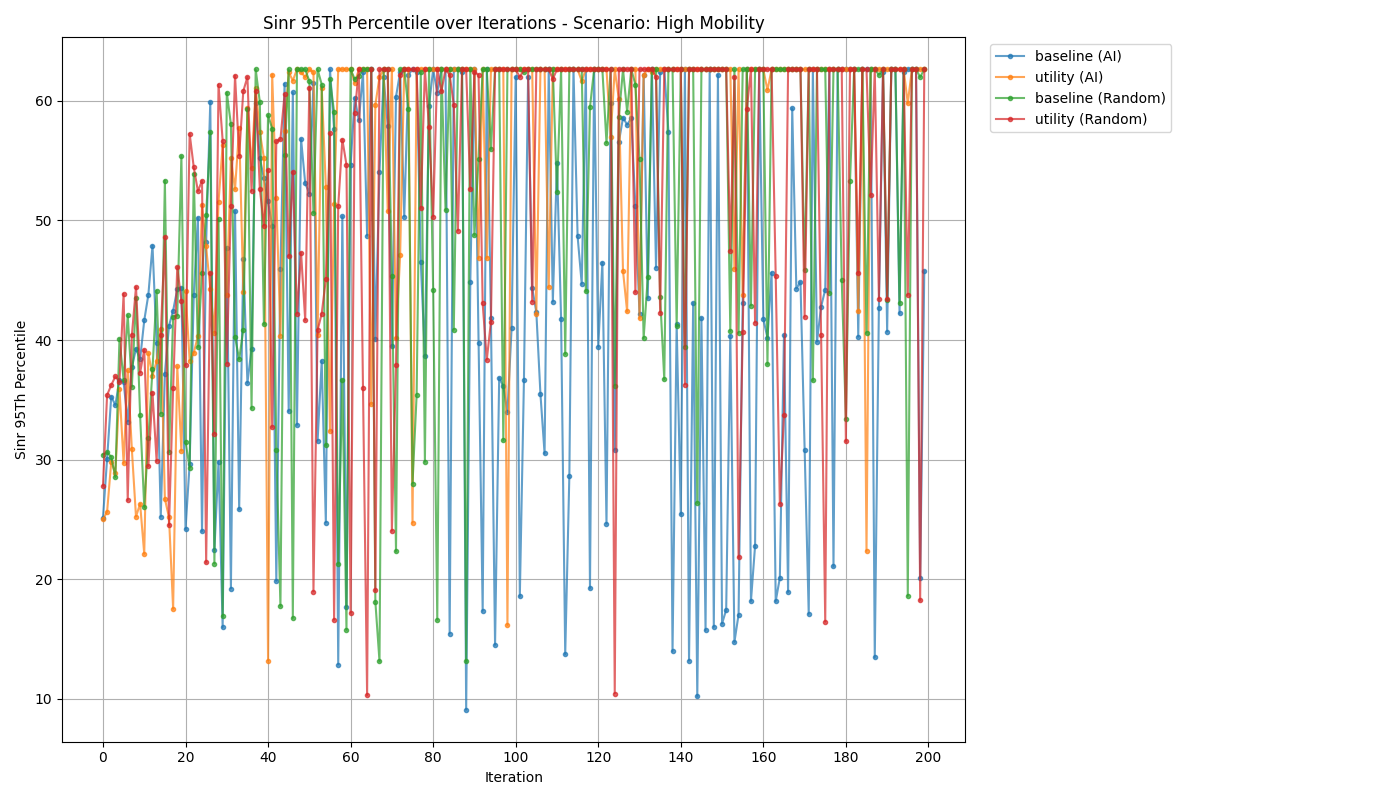 Sinr 95Th Percentile over Iterations - Scenario: High Mobility
baseline (AI)
utility (AI)
baseline (Random)
utility (Random)
Sinr 95Th Percentile
60
50
40
30
20
10
0 20 40 60 80 100 120 140 160 180 200
Iteration